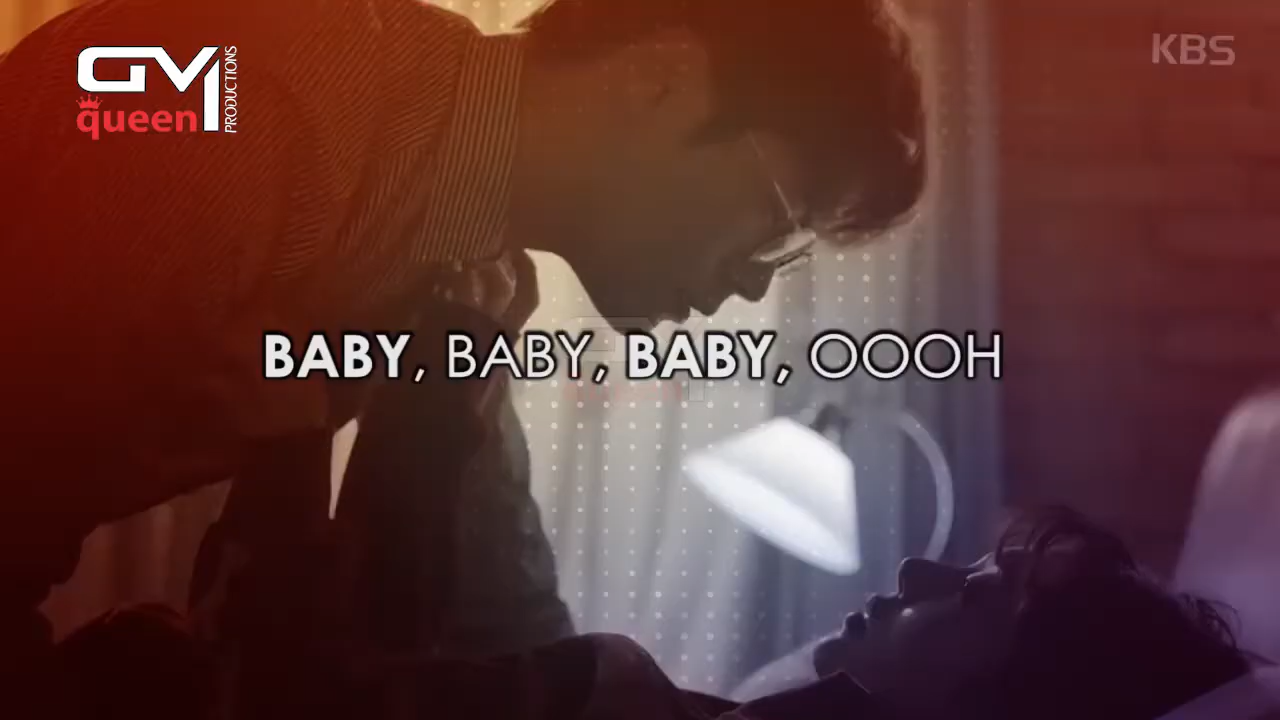 GM
queen
PRODUCTIONS
KBS
BABY, BABY, BABY, OOOH